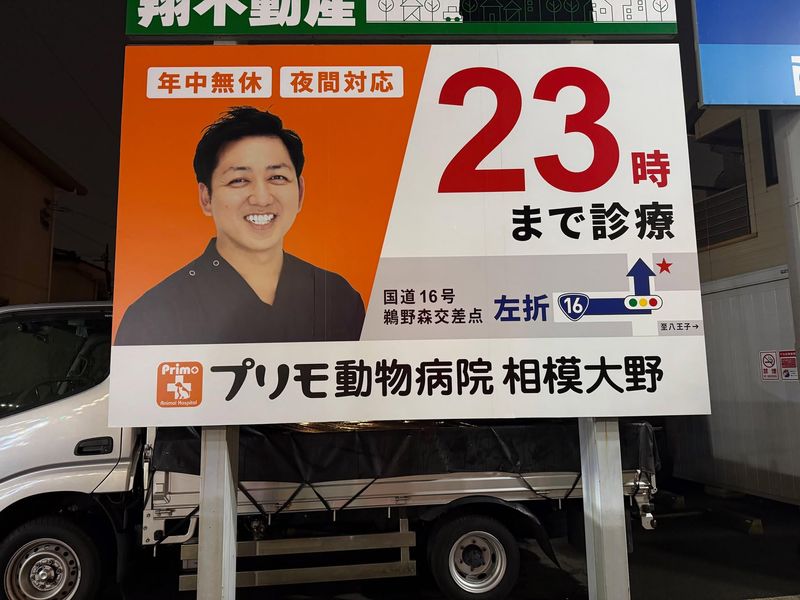 翔不動産
年中無休 夜間対応
23時
まで診療
国道16号
鵜野森交差点
左折
16
至八王子→
Primo
Animal Hospital
プリモ動物病院 相模大野